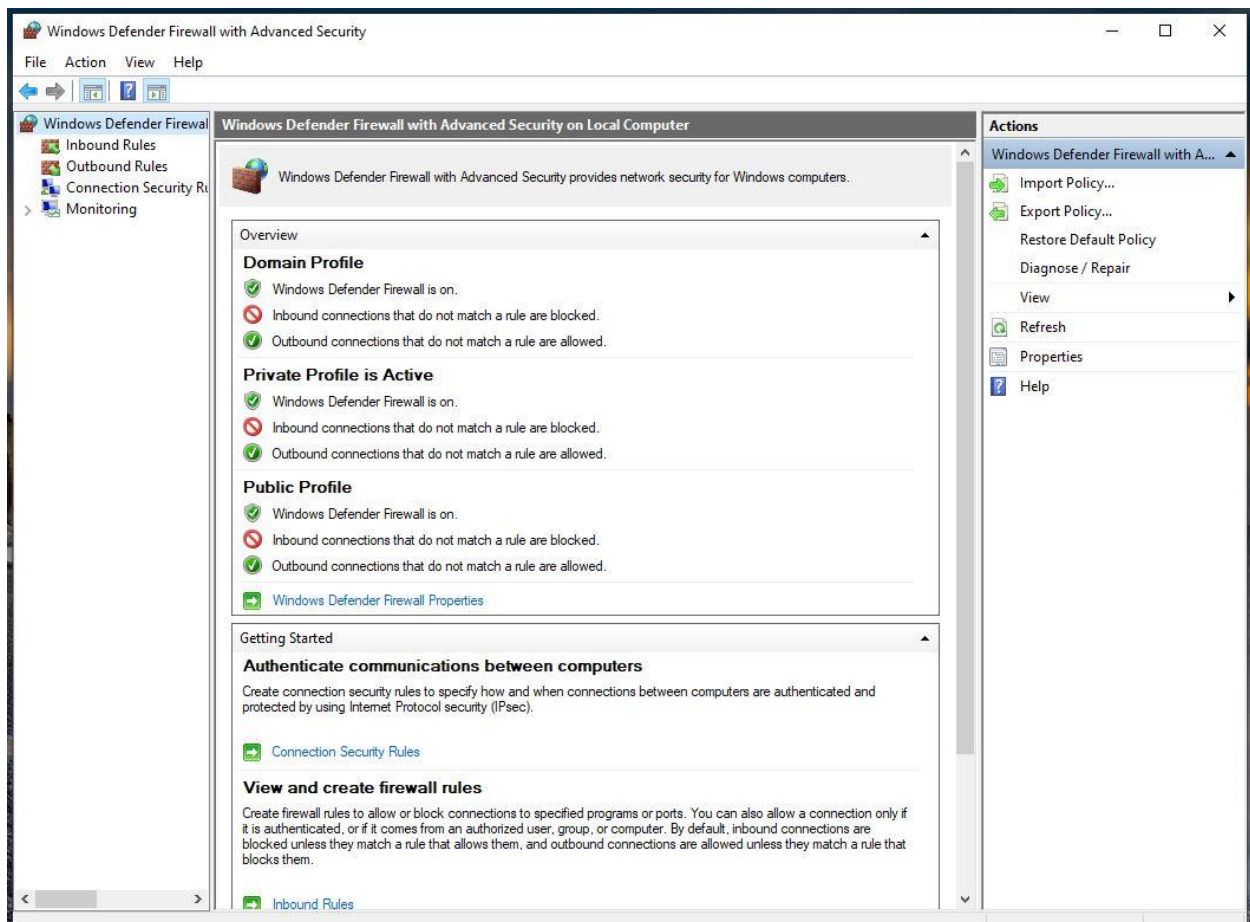 Windows Defender Firewall with Advanced Security
File Action View Help
Windows Defender Firewal
Inbound Rules
Outbound Rules
Connection Security Ru
Monitoring
Windows Defender Firewall with Advanced Security on Local Computer
Windows Defender Firewall with Advanced Security provides network security for Windows computers.
Overview
Domain Profile
Windows Defender Firewall is on.
Inbound connections that do not match a rule are blocked.
Outbound connections that do not match a rule are allowed.
Private Profile is Active
Windows Defender Firewall is on.
Inbound connections that do not match a rule are blocked.
Outbound connections that do not match a rule are allowed.
Public Profile
Windows Defender Firewall is on.
Inbound connections that do not match a rule are blocked.
Outbound connections that do not match a rule are allowed.
Windows Defender Firewall Properties
Getting Started
Authenticate communications between computers
Create connection security rules to specify how and when connections between computers are authenticated and
protected by using Internet Protocol security (IPsec).
Connection Security Rules
View and create firewall rules
Create firewall rules to allow or block connections to specified programs or ports. You can also allow a connection only if
it is authenticated, or if it comes from an authorized user, group, or computer. By default, inbound connections are
blocked unless they match a rule that allows them, and outbound connections are allowed unless they match a rule that
blocks them.
Inbound Rules
Actions
Windows Defender Firewall with A...
Import Policy...
Export Policy...
Restore Default Policy
Diagnose / Repair
View
Refresh
Properties
Help